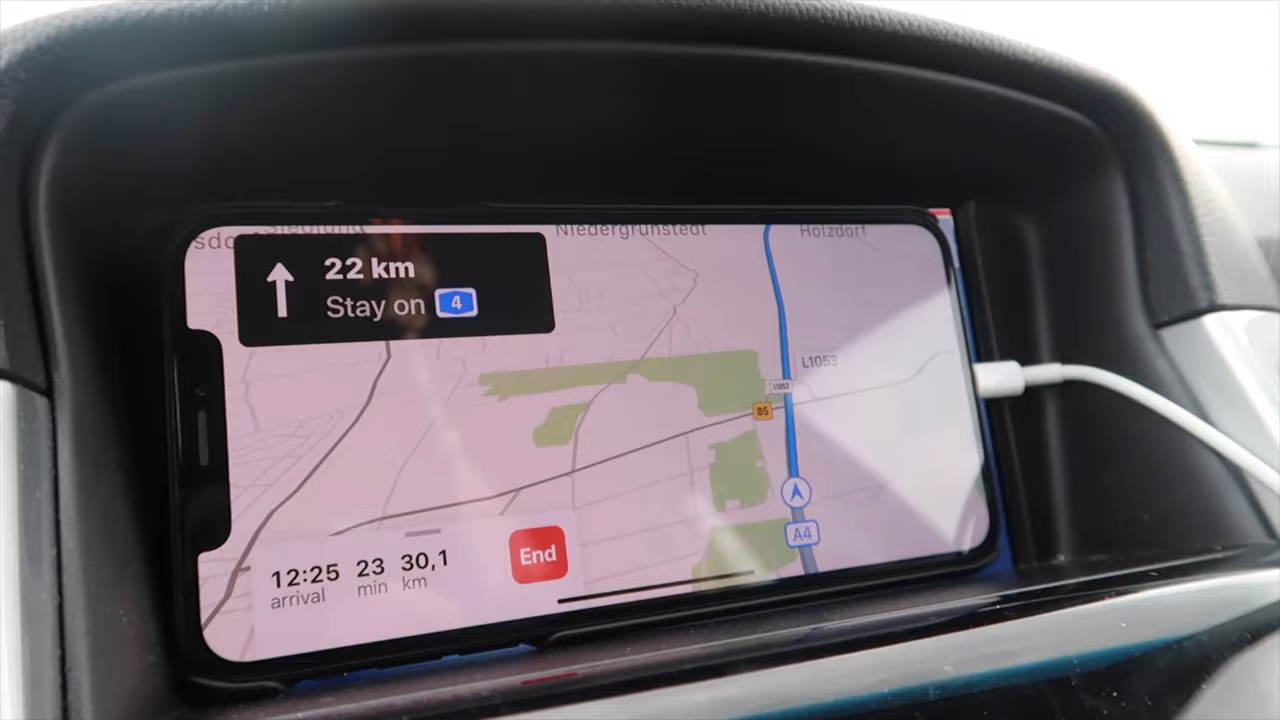 Niedergrunstedt
Holzdorf
22 km
Stay on 4
L1053
L1053
85
A4
12:25 23 30,1
arrival min km
End